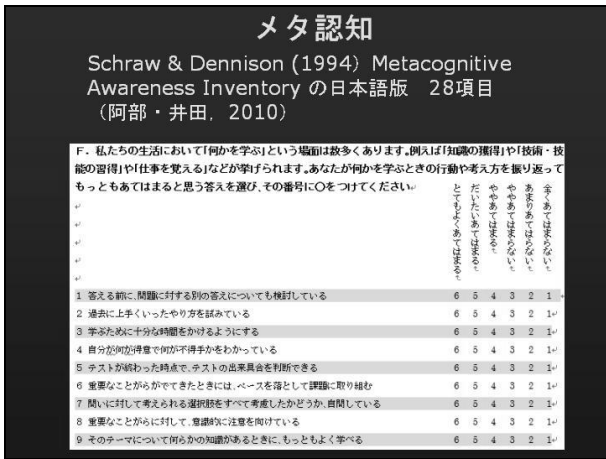 メタ認知
Schraw & Dennison (1994) Metacognitive
Awareness Inventory の日本語版 28項目
(阿部・井田, 2010)
F. 私たちの生活において「何かを学ぶ」という場面は数多くあります。例えば「知識の獲得」や「技術・技
能の習得」や「仕事を覚える」などが挙げられます。あなたが何かを学ぶときの行動や考え方を振り返って
もっともあてはまると思う答えを選び、その番号に○をつけてください
とてもよくあてはまる
だいたいあてはまる
ややあてはまる
ややあてはまらない
あまりあてはらない
全くあてはまらない
1 答える前に、問題に対する別の答えについても検討している 6 5 4 3 2 1
2 過去に上手くいったやり方を試みている 6 5 4 3 2 1
3 学ぶために十分な時間をかけるようにする 6 5 4 3 2 1
4 自分が何が得意で何が不得手かをわかっている 6 5 4 3 2 1
5 テストが終わった時点で、テストの出来具合を判断できる 6 5 4 3 2 1
6 重要なことがらがでてきたときには、ペースを落として課題に取り組む 6 5 4 3 2 1
7 問いに対して考えられる選択肢をすべて考慮したかどうか、自問している 6 5 4 3 2 1
8 重要なことがらに対して、意識的に注意を向けている 6 5 4 3 2 1
9 そのテーマについて何らかの知識があるときに、もっともよく学べる 6 5 4 3 2 1